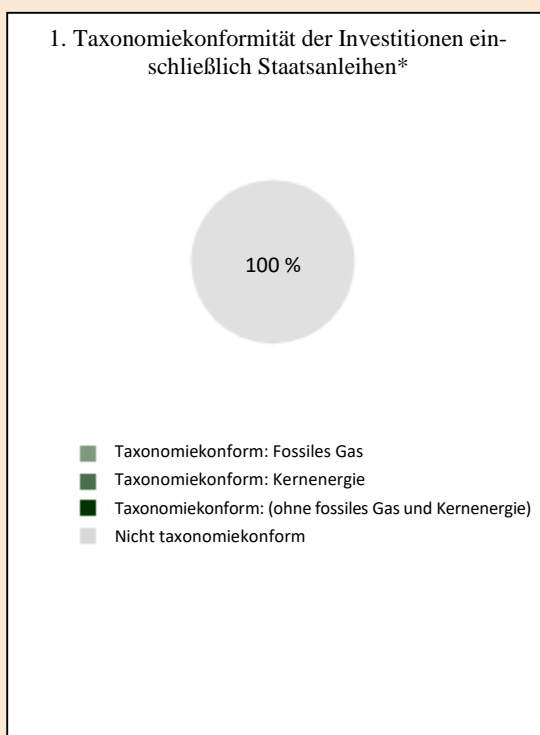 1. Taxonomiekonformität der Investitionen ein-
schließlich Staatsanleihen*
100 %
Taxonomiekonform: Fossiles Gas
Taxonomiekonform: Kernenergie
Taxonomiekonform: (ohne fossiles Gas und Kernenergie)
Nicht taxonomiekonform